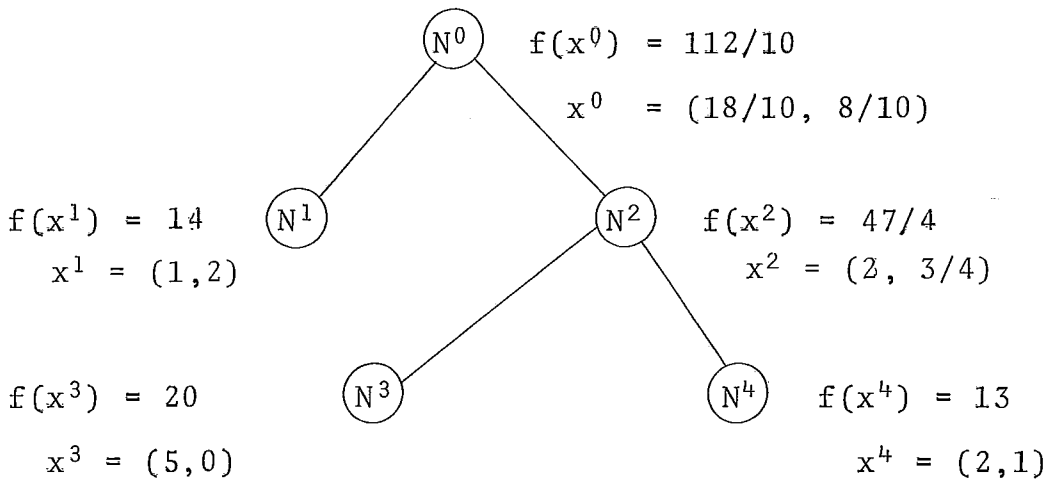 N⁰ f(x⁰) = 112/10
x⁰ = (18/10, 8/10)
f(x¹) = 14 N¹ N² f(x²) = 47/4
x¹ = (1,2) x² = (2, 3/4)
f(x³) = 20 N³ N⁴ f(x⁴) = 13
x³ = (5,0) x⁴ = (2,1)